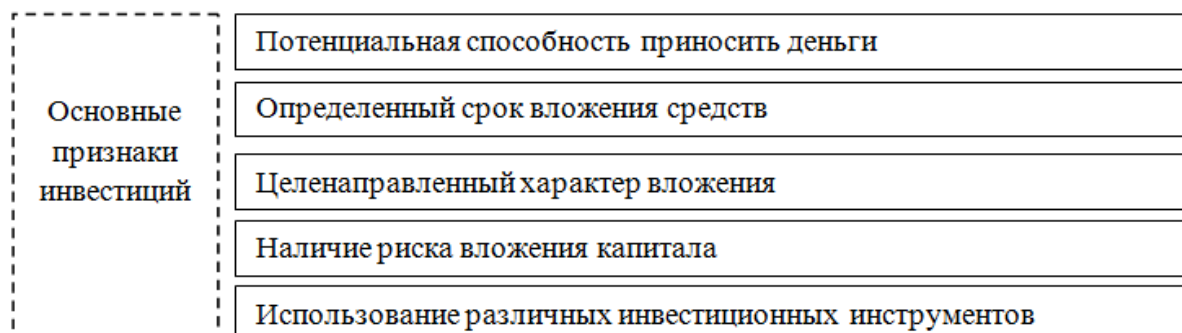 Основные
признаки
инвестиций
Потенциальная способность приносить деньги
Определенный срок вложения средств
Целенаправленный характер вложения
Наличие риска вложения капитала
Использование различных инвестиционных инструментов